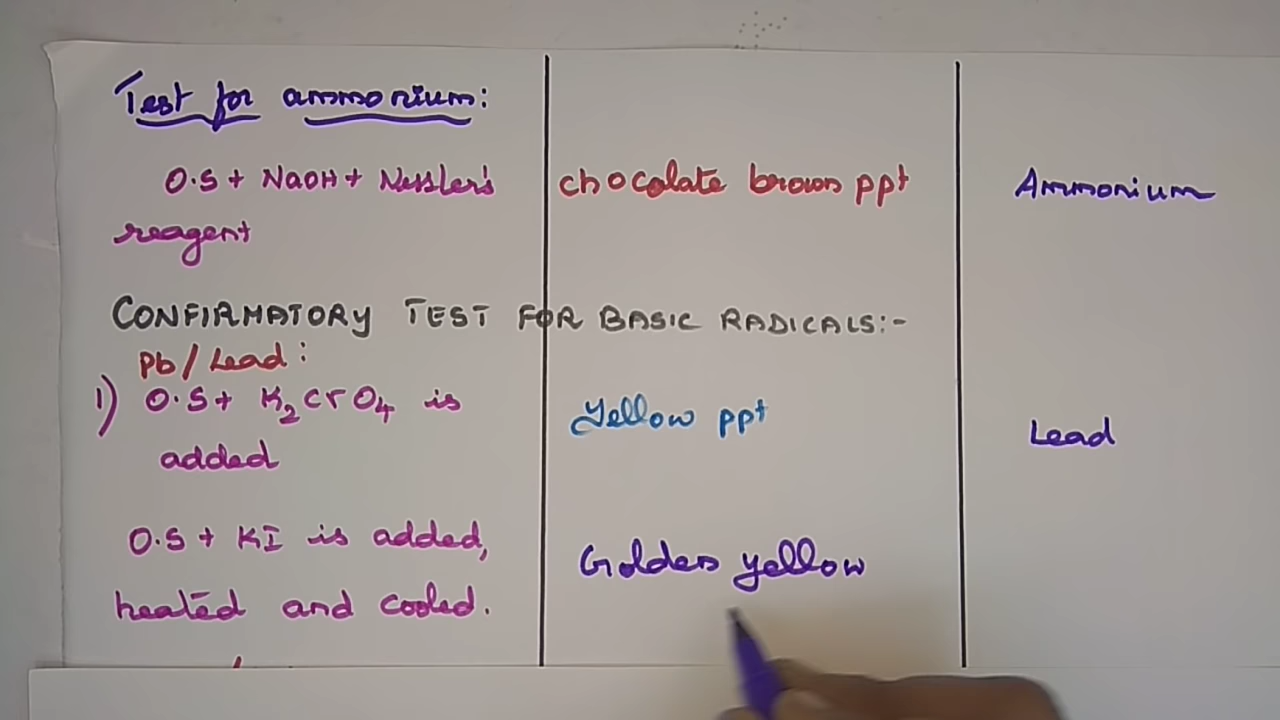 Test for ammonium:
O.S + NaOH + Nessler's chocolate brown ppt Ammonium
reagent
CONFIRMATORY TEST FOR BASIC RADICALS:-
Pb/Lead:
1) O.S + K2CrO4 is Yellow ppt Lead
added
O.S + KI is added, Golden yellow
heated and cooled.